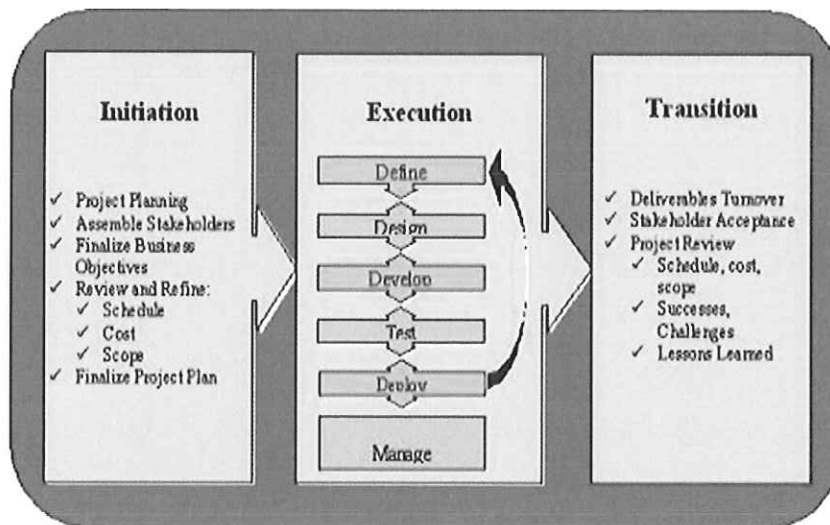 Initiation
✓ Project Planning
✓ Assemble Stakeholders
✓ Finalize Business
Objectives
✓ Review and Refine:
✓ Schedule
✓ Cost
✓ Scope
✓ Finalize Project Plan
Execution
Define
Design
Develop
Test
Deploy
Manage
Transition
✓ Deliverables Turnover
✓ Stakeholder Acceptance
✓ Project Review
✓ Schedule, cost,
scope
✓ Successes,
Challenges
✓ Lessons Learned